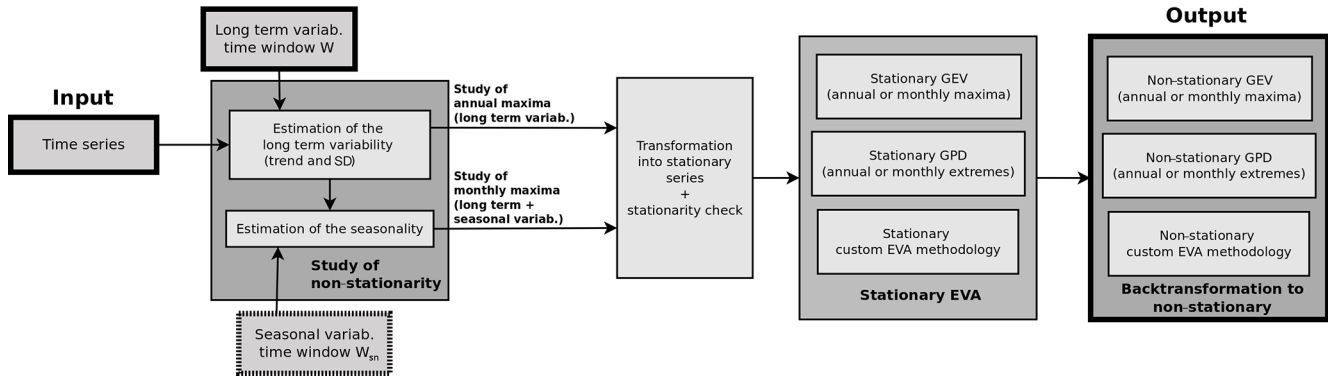 Input
Time series
Long term variab.
time window W
Estimation of the
long term variability
(trend and SD)
Estimation of the seasonality
Study of
non-stationarity
Seasonal variab.
time window Wsn
Study of
annual maxima
(long term variab.)
Study of
monthly maxima
(long term +
seasonal variab.)
Transformation
into stationary
series
+
stationarity check
Stationary GEV
(annual or monthly maxima)
Stationary GPD
(annual or monthly extremes)
Stationary
custom EVA methodology
Stationary EVA
Output
Non-stationary GEV
(annual or monthly maxima)
Non-stationary GPD
(annual or monthly extremes)
Non-stationary
custom EVA methodology
Backtransformation to
non-stationary